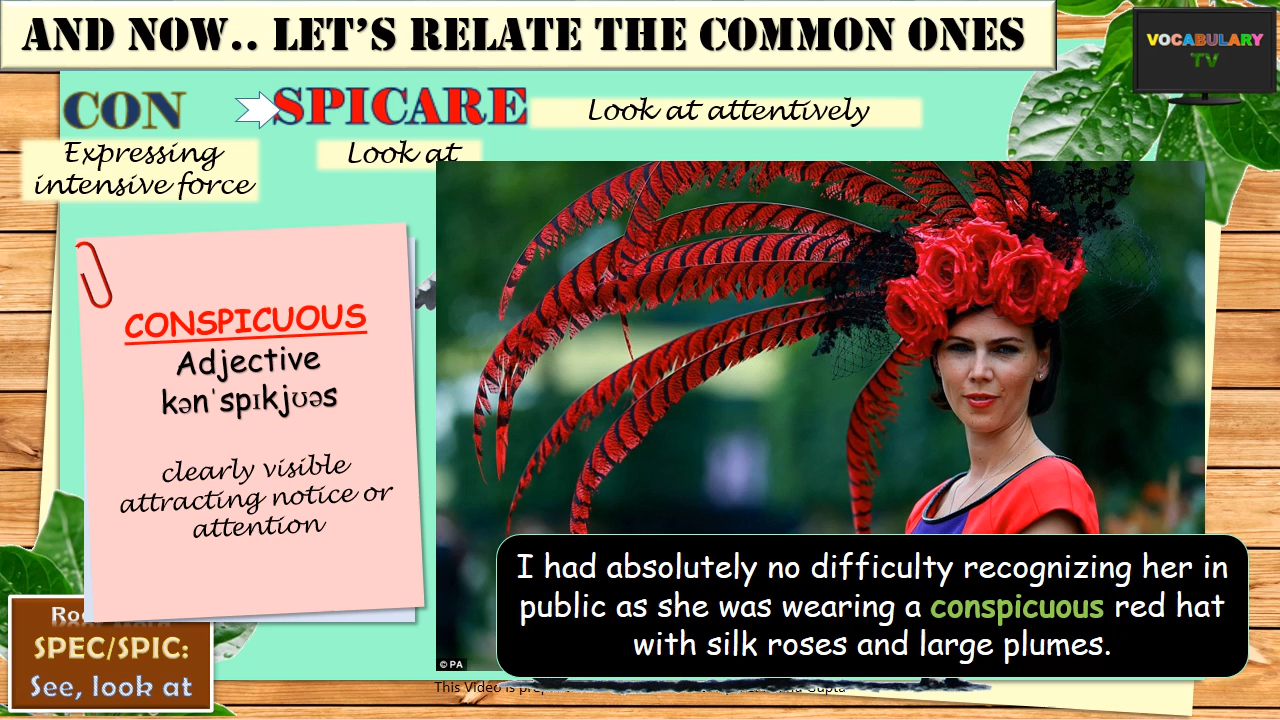 AND NOW.. LET'S RELATE THE COMMON ONES
VOCABULARY
TV
CON
SPICARE
Look at attentively
Expressing
intensive force
Look at
CONSPICUOUS
Adjective
kənˈspɪkjʊəs
clearly visible
attracting notice or
attention
I had absolutely no difficulty recognizing her in
public as she was wearing a conspicuous red hat
with silk roses and large plumes.
SPEC/SPIC:
See, look at
© PA
This Video is
Gupta